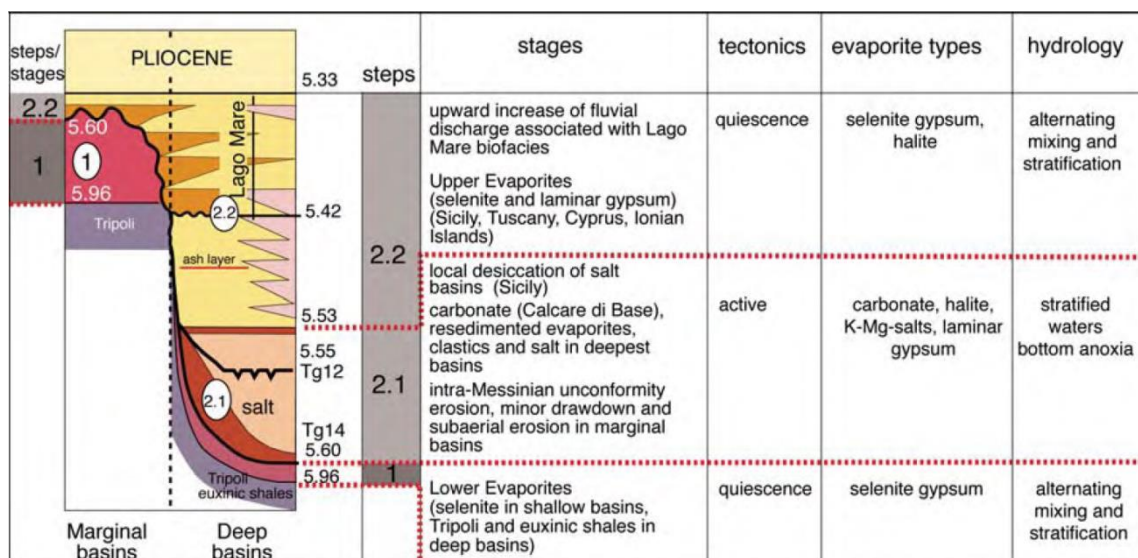 steps/
stages
PLIOCENE
5.33
steps
stages
tectonics
evaporite types
hydrology
2.2
5.60
1
1
5.96
Tripoli
Lago Mare
2.2
5.42
ash layer
5.53
5.55
Tg12
2.1
salt
Tg14
5.60
5.96
Tripoli
euxinic shales
Marginal
basins
Deep
basins
2.2
2.1
1
upward increase of fluvial
discharge associated with Lago
Mare biofacies
Upper Evaporites
(selenite and laminar gypsum)
(Sicily, Tuscany, Cyprus, Ionian
Islands)
quiescence
selenite gypsum,
halite
alternating
mixing and
stratification
local desiccation of salt
basins (Sicily)
carbonate (Calcare di Base),
resedimented evaporites,
clastics and salt in deepest
basins
intra-Messinian unconformity
erosion, minor drawdown and
subaerial erosion in marginal
basins
active
carbonate, halite,
K-Mg-salts, laminar
gypsum
stratified
waters
bottom anoxia
Lower Evaporites
(selenite in shallow basins,
Tripoli and euxinic shales in
deep basins)
quiescence
selenite gypsum
alternating
mixing and
stratification